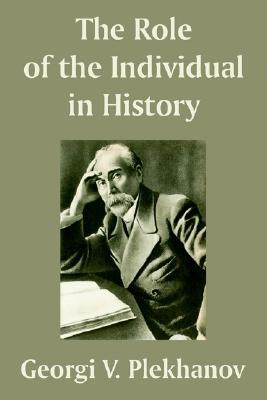 The Role
of the Individual
in History
Georgi V. Plekhanov